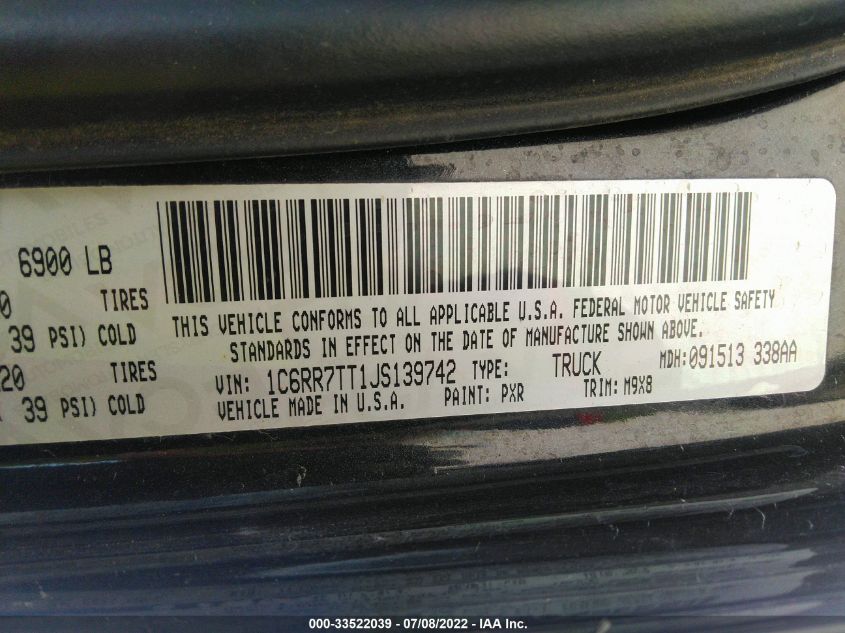 6900 LB
0 TIRES
39 PSI) COLD
20 TIRES
39 PSI) COLD
THIS VEHICLE CONFORMS TO ALL APPLICABLE U.S.A. FEDERAL MOTOR VEHICLE SAFETY
STANDARDS IN EFFECT ON THE DATE OF MANUFACTURE SHOWN ABOVE.
VIN: 1C6RR7TT1JS139742 TYPE: TRUCK MDH: 091513 338AA
VEHICLE MADE IN U.S.A. PAINT: PXR TRIM: M9X8
000-33522039 - 07/08/2022 - IAA Inc.